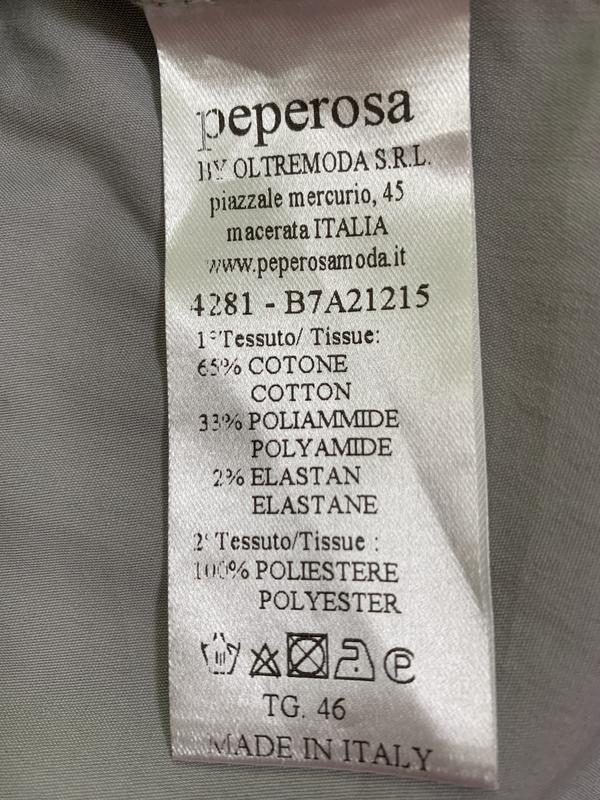 peperosa
BY OLTREMODA S.R.L.
piazzale mercurio, 45
macerata ITALIA
www.peperosamoda.it
4281 - B7A21215
1° Tessuto/ Tissue:
65% COTONE
COTTON
33% POLIAMMIDE
POLYAMIDE
2% ELASTAN
ELASTANE
2° Tessuto/Tissue :
100% POLIESTERE
POLYESTER
P
TG. 46
MADE IN ITALY